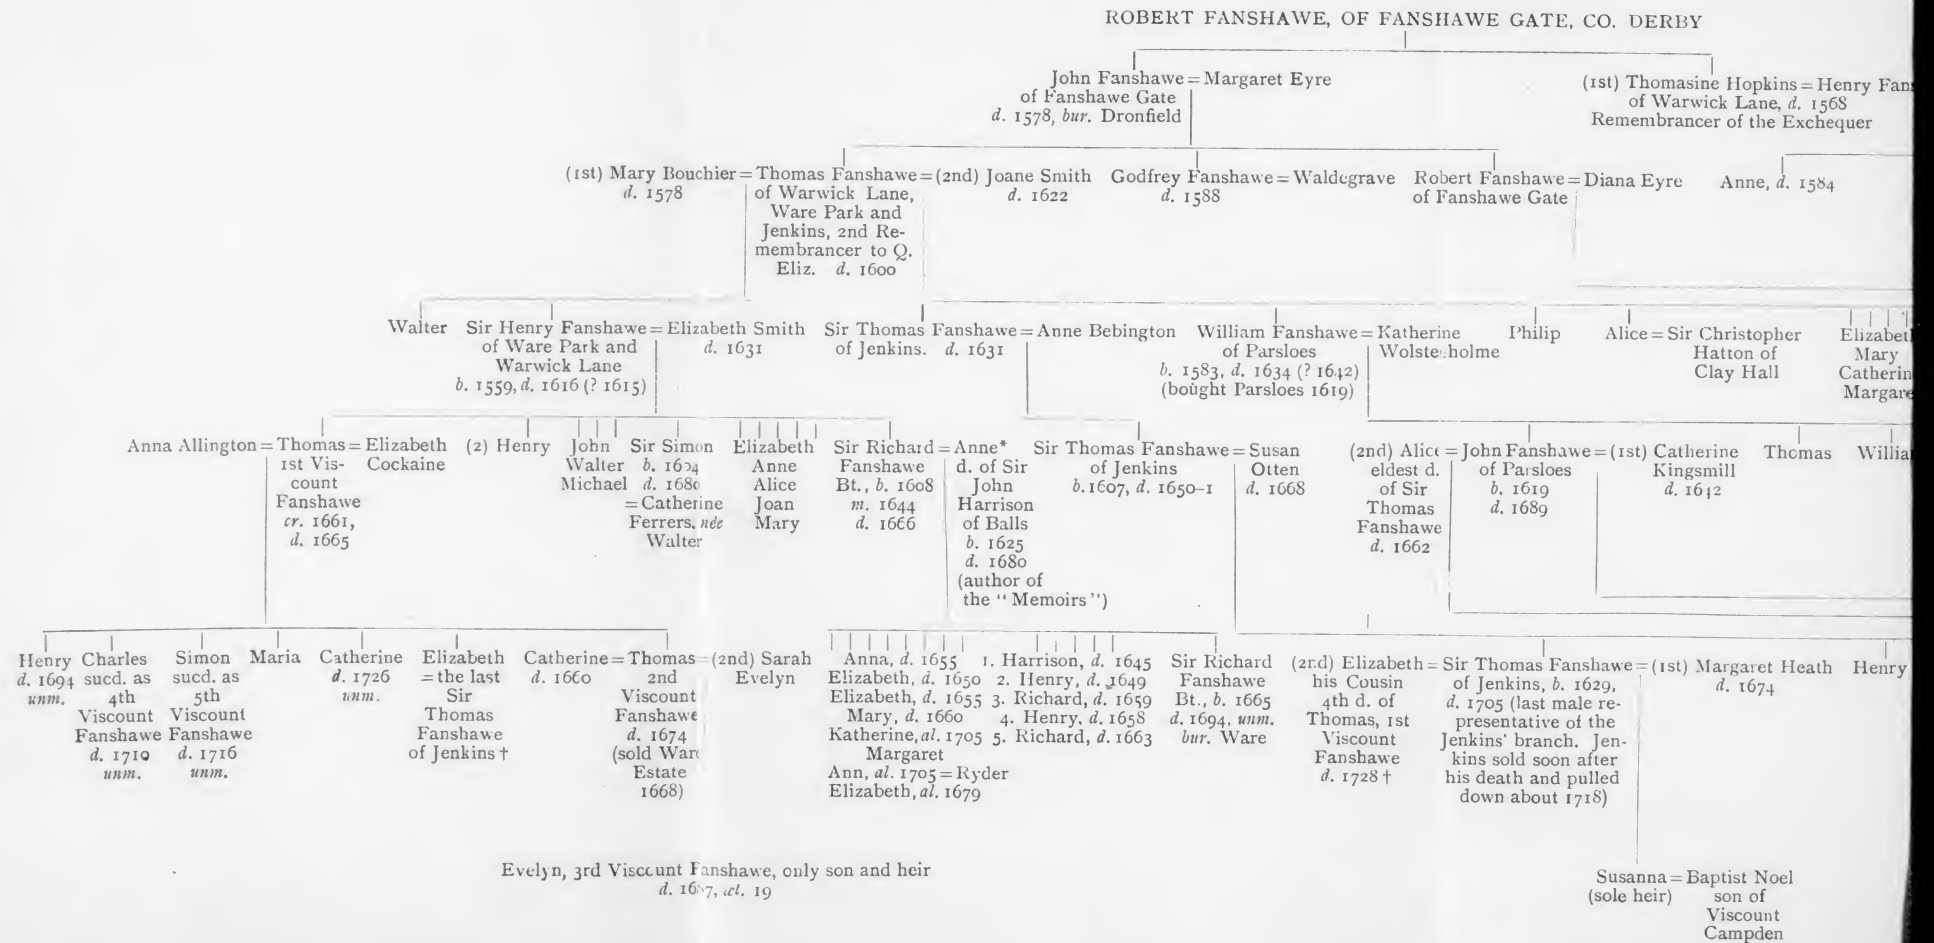 ROBERT FANSHAWE, OF FANSHAWE GATE, CO. DERBY
John Fanshawe = Margaret Eyre
of Fanshawe Gate
d. 1578, bur. Dronfield
(1st) Thomasine Hopkins = Henry Fan
of Warwick Lane, d. 1568
Remembrancer of the Exchequer
(1st) Mary Bouchier = Thomas Fanshawe = (2nd) Joane Smith
d. 1578
of Warwick Lane,
Ware Park and
Jenkins, 2nd Re-
membrancer to Q.
Eliz. d. 1600
d. 1622
Godfrey Fanshawe = Waldegrave
d. 1588
Robert Fanshawe = Diana Eyre
of Fanshawe Gate
Anne, d. 1584
Walter
Sir Henry Fanshawe = Elizabeth Smith
of Ware Park and
Warwick Lane
b. 1559, d. 1616 (? 1615)
d. 1631
Sir Thomas Fanshawe = Anne Bebington
of Jenkins. d. 1631
William Fanshawe = Katherine
of Parsloes
b. 1583, d. 1634 (? 1642)
(bought Parsloes 1619)
Wolstenholme
Philip
Alice = Sir Christopher
Hatton of
Clay Hall
Elizabet
Mary
Catherin
Margare
Anna Allington = Thomas = Elizabeth
1st Vis-
count
Fanshawe
cr. 1661,
d. 1665
Cockaine
(2) Henry
John
Walter
Michael
Sir Simon
b. 1604
d. 1680
= Catherine
Ferrers, née
Walter
Elizabeth
Anne
Alice
Joan
Mary
Sir Richard = Anne*
Fanshawe
Bt., b. 1608
m. 1644
d. 1666
d. of Sir
John
Harrison
of Balls
b. 1625
d. 1680
(author of
the "Memoirs")
Sir Thomas Fanshawe = Susan
of Jenkins
b. 1607, d. 1650-1
Otten
d. 1668
(2nd) Alice = John Fanshawe = (1st) Catherine
eldest d.
of Sir
Thomas
Fanshawe
d. 1662
of Parsloes
b. 1619
d. 1689
Kingsmill
d. 1642
Thomas
Willia
Henry
d. 1694
unm.
Charles
succd. as
4th
Viscount
Fanshawe
d. 1710
unm.
Simon
succd. as
5th
Viscount
Fanshawe
d. 1716
unm.
Maria
Catherine
d. 1726
unm.
Elizabeth
= the last
Sir
Thomas
Fanshawe
of Jenkins †
Catherine = Thomas = (2nd) Sarah
d. 1660
2nd
Viscount
Fanshawe
d. 1674
(sold Ware
Estate
1668)
Evelyn
Anna, d. 1655
Elizabeth, d. 1650
Elizabeth, d. 1655
Mary, d. 1660
Katherine, al. 1705
Margaret
Ann, al. 1705 = Ryder
Elizabeth, al. 1679
1. Harrison, d. 1645
2. Henry, d. 1649
3. Richard, d. 1659
4. Henry, d. 1658
5. Richard, d. 1663
Sir Richard
Fanshawe
Bt., b. 1665
d. 1694, unm.
bur. Ware
(2nd) Elizabeth = Sir Thomas Fanshawe = (1st) Margaret Heath
his Cousin
4th d. of
Thomas, 1st
Viscount
Fanshawe
d. 1728 †
of Jenkins, b. 1629,
d. 1705 (last male re-
presentative of the
Jenkins' branch. Jen-
kins sold soon after
his death and pulled
down about 1718)
d. 1674
Henry
Evelyn, 3rd Viscount Fanshawe, only son and heir
æt. 19
Susanna = Baptist Noel
(sole heir)
son of
Viscount
Campden